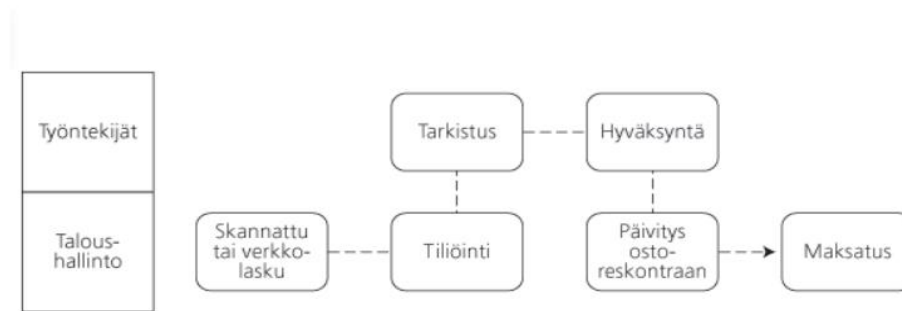 Työntekijät
Tarkistus
Hyväksyntä
Talous-
hallinto
Skannattu
tai verkko-
lasku
Tiliöinti
Päivitys
osto-
reskontraan
Maksatus